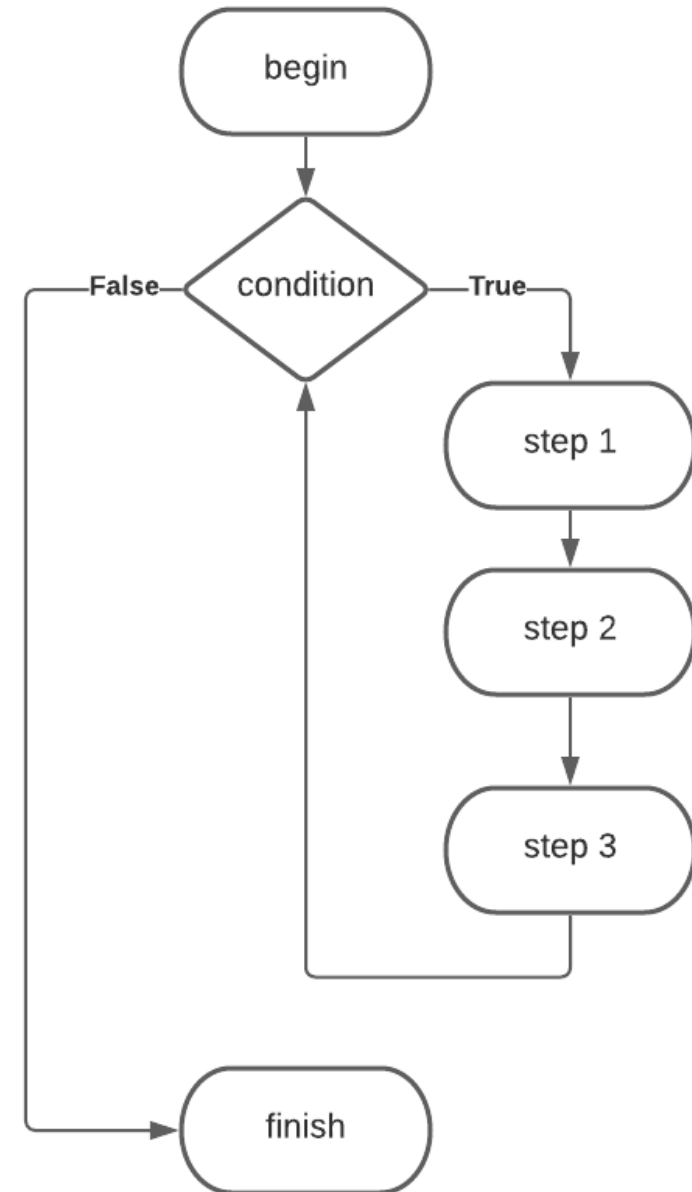 begin
condition
False
True
step 1
step 2
step 3
finish